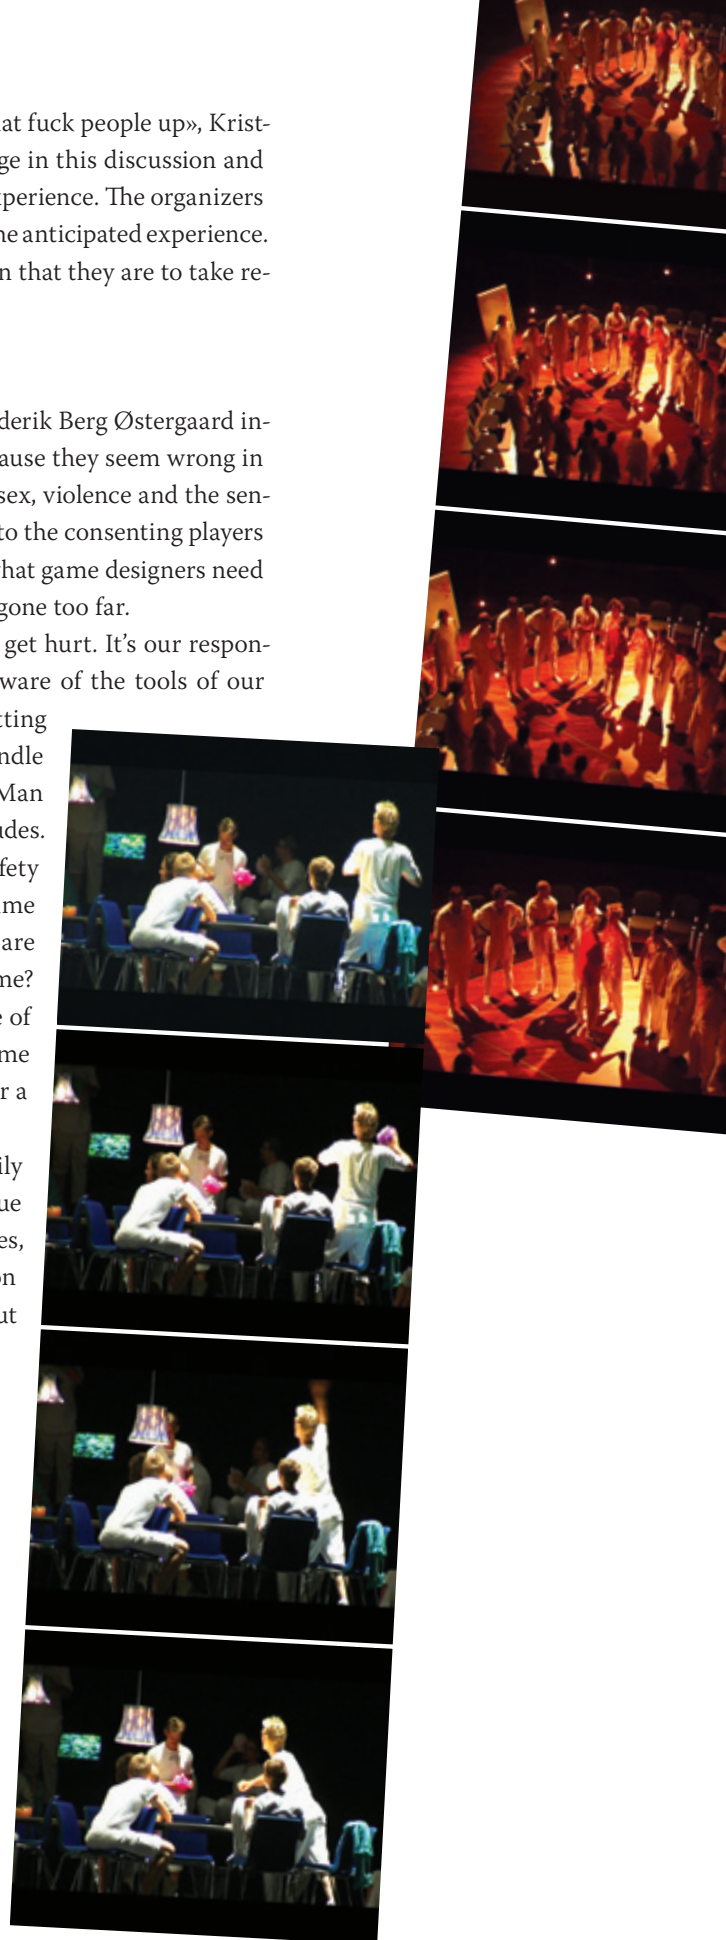 at fuck people up», Krist-
ge in this discussion and
xperience. The organizers
he anticipated experience.
n that they are to take re-
derik Berg Østergaard in-
ause they seem wrong in
sex, violence and the sen-
to the consenting players
hat game designers need
gone too far.
get hurt. It’s our respon-
ware of the tools of our
tting
ndle
Man
udes.
fety
ame
are
me?
e of
me
r a
ily
ue
es,
on
ut